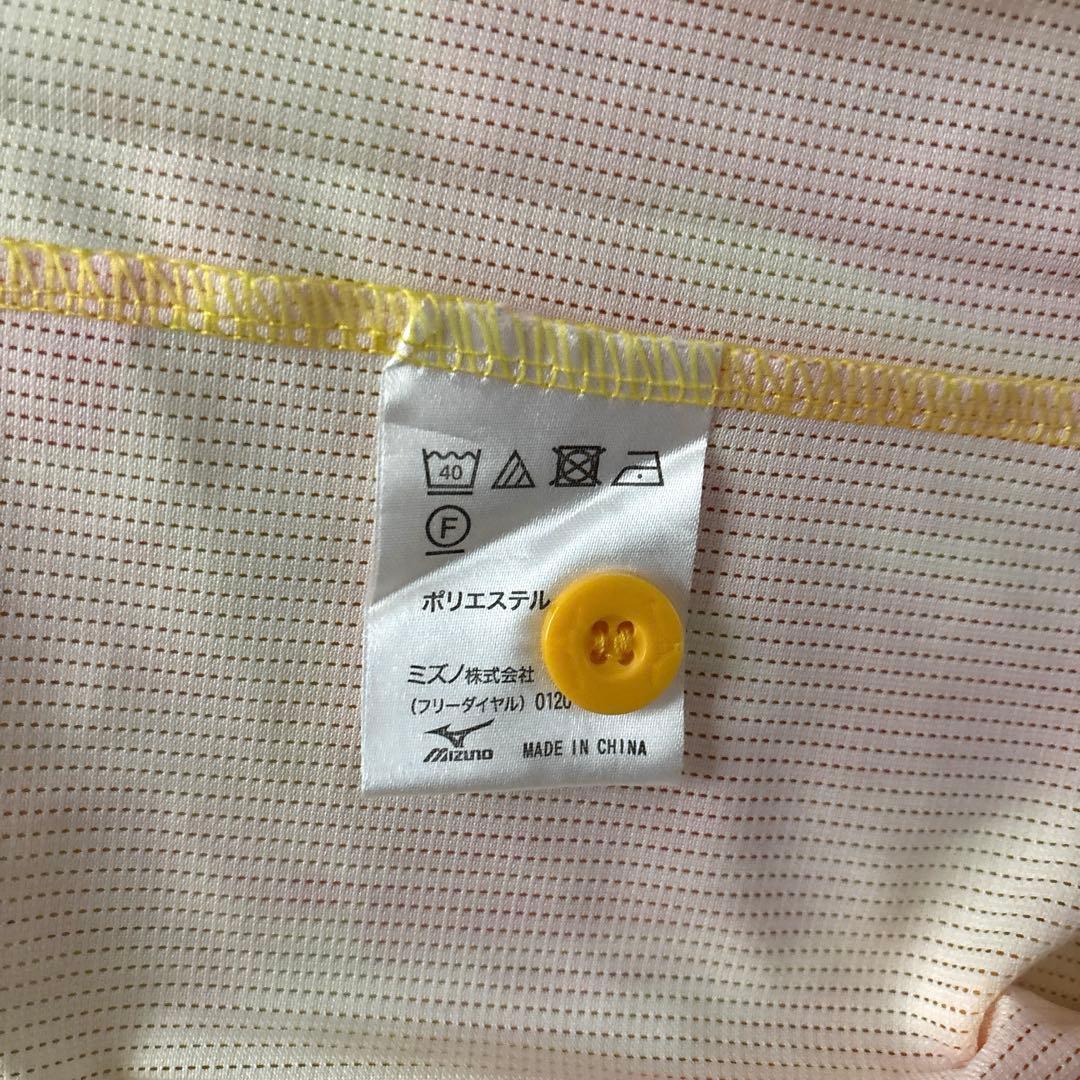 40
F
ポリエステル
ミズノ株式会社
(フリーダイヤル) 0120
MIZUNO MADE IN CHINA